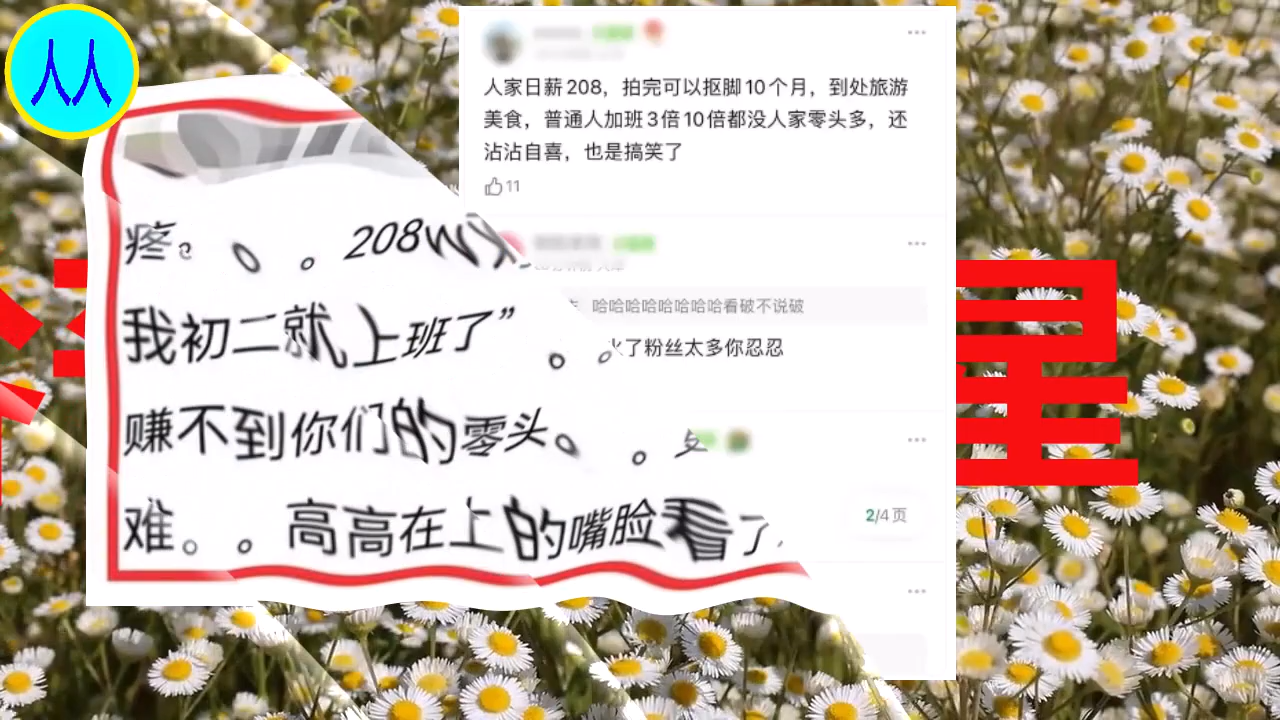 人家日薪208，拍完可以抠脚10个月，到处旅游
美食，普通人加班3倍10倍都没人家零头多，还
沾沾自喜，也是搞笑了
11
疼。。。208W
哈哈哈哈哈哈哈哈看破不说破
我初二就上班了”。。
火了粉丝太多你忍忍
赚不到你们的零头。。
难。。高高在上的嘴脸看了
2/4页
里